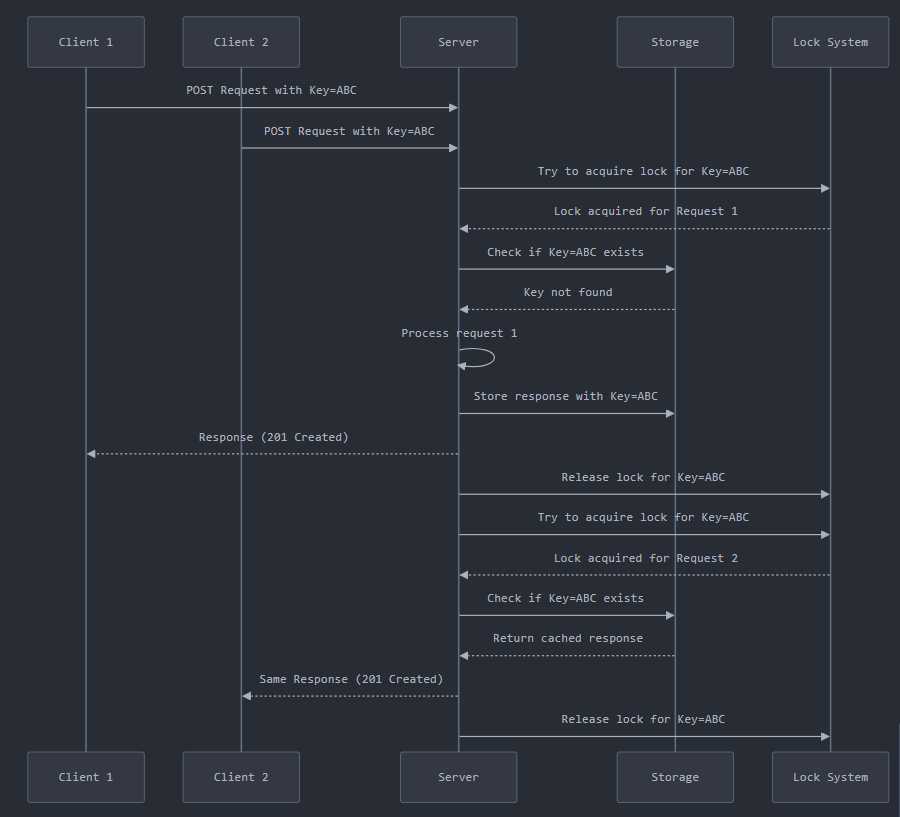 Client 1
Client 2
Server
Storage
Lock System
POST Request with Key=ABC
POST Request with Key=ABC
Try to acquire lock for Key=ABC
Lock acquired for Request 1
Check if Key=ABC exists
Key not found
Process request 1
Store response with Key=ABC
Response (201 Created)
Release lock for Key=ABC
Try to acquire lock for Key=ABC
Lock acquired for Request 2
Check if Key=ABC exists
Return cached response
Same Response (201 Created)
Release lock for Key=ABC
Client 1
Client 2
Server
Storage
Lock System